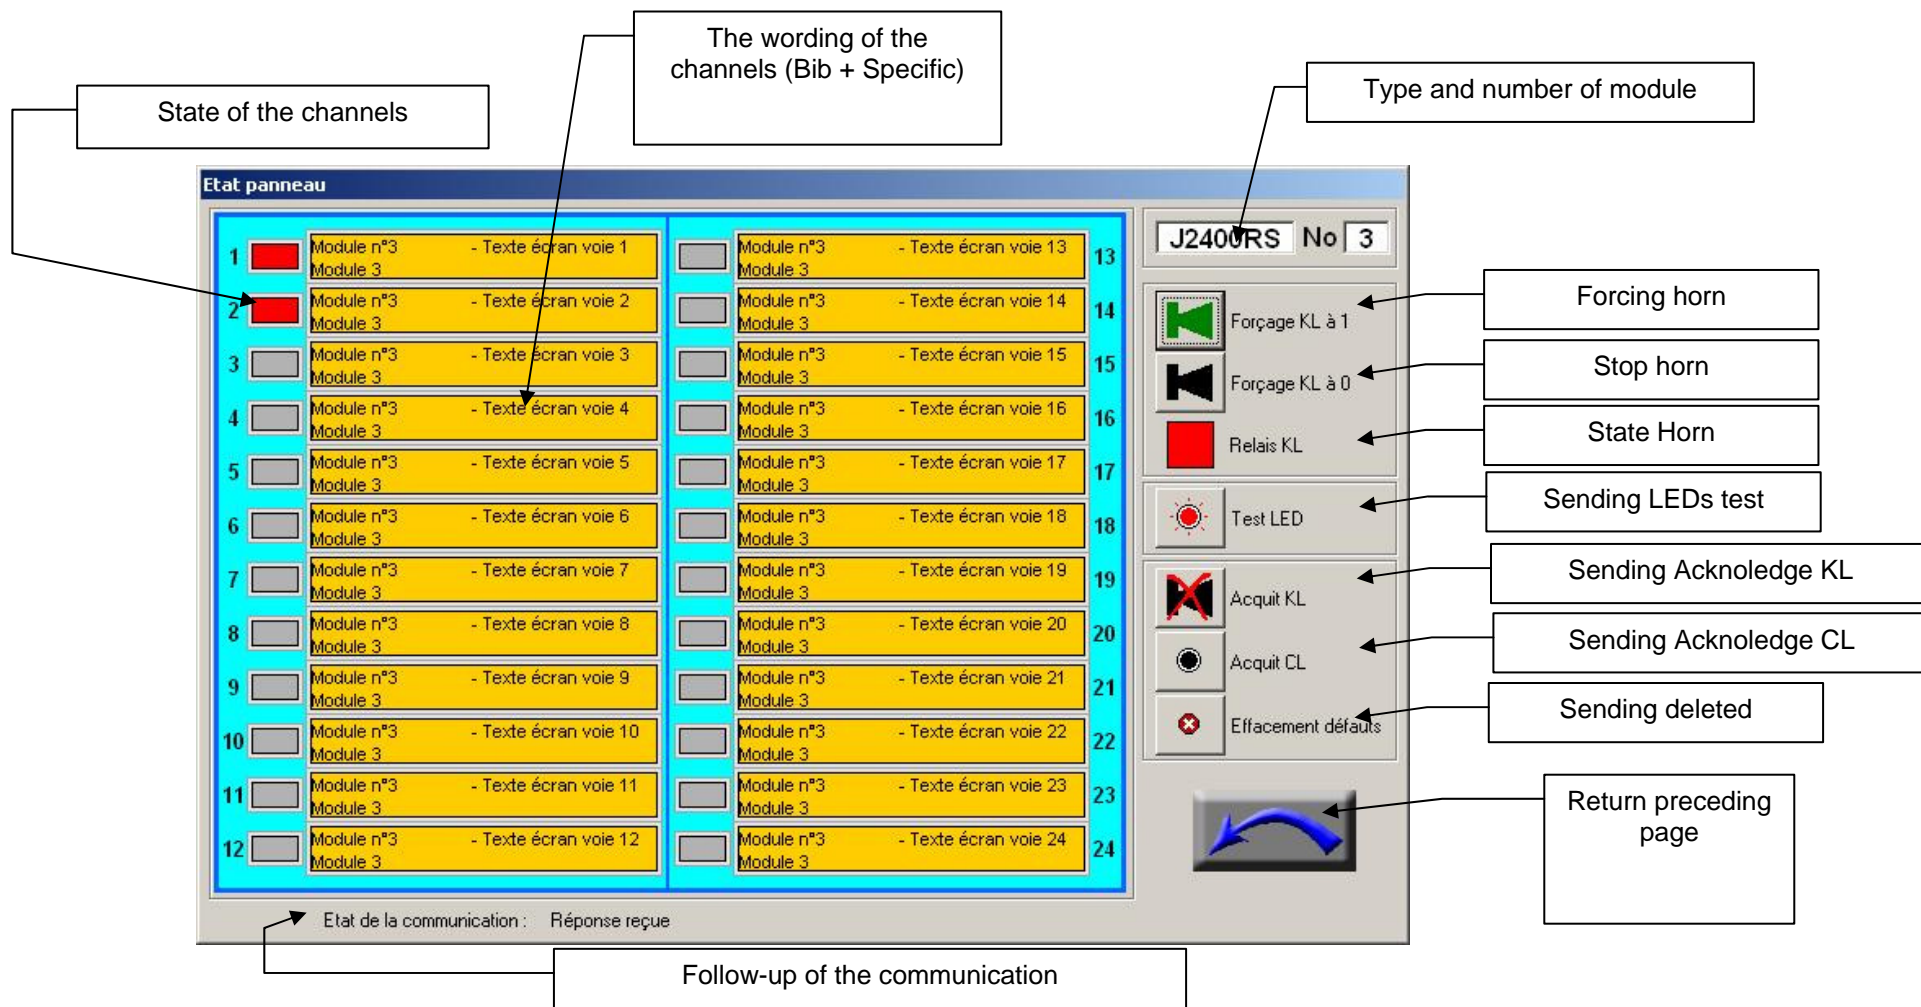 The wording of the
channels (Bib + Specific)
Type and number of module
State of the channels
Etat panneau
1 Module n°3 - Texte écran voie 1
Module 3
2 Module n°3 - Texte écran voie 2
Module 3
3 Module n°3 - Texte écran voie 3
Module 3
4 Module n°3 - Texte écran voie 4
Module 3
5 Module n°3 - Texte écran voie 5
Module 3
6 Module n°3 - Texte écran voie 6
Module 3
7 Module n°3 - Texte écran voie 7
Module 3
8 Module n°3 - Texte écran voie 8
Module 3
9 Module n°3 - Texte écran voie 9
Module 3
10 Module n°3 - Texte écran voie 10
Module 3
11 Module n°3 - Texte écran voie 11
Module 3
12 Module n°3 - Texte écran voie 12
Module 3
Module n°3 - Texte écran voie 13 13
Module 3
Module n°3 - Texte écran voie 14 14
Module 3
Module n°3 - Texte écran voie 15 15
Module 3
Module n°3 - Texte écran voie 16 16
Module 3
Module n°3 - Texte écran voie 17 17
Module 3
Module n°3 - Texte écran voie 18 18
Module 3
Module n°3 - Texte écran voie 19 19
Module 3
Module n°3 - Texte écran voie 20 20
Module 3
Module n°3 - Texte écran voie 21 21
Module 3
Module n°3 - Texte écran voie 22 22
Module 3
Module n°3 - Texte écran voie 23 23
Module 3
Module n°3 - Texte écran voie 24 24
Module 3
J2400RS No 3
Forçage KL à 1
Forçage KL à 0
Relais KL
Test LED
Acquit KL
Acquit CL
Effacement défauts
Forcing horn
Stop horn
State Horn
Sending LEDs test
Sending Acknoledge KL
Sending Acknoledge CL
Sending deleted
Return preceding
page
Etat de la communication : Réponse reçue
Follow-up of the communication